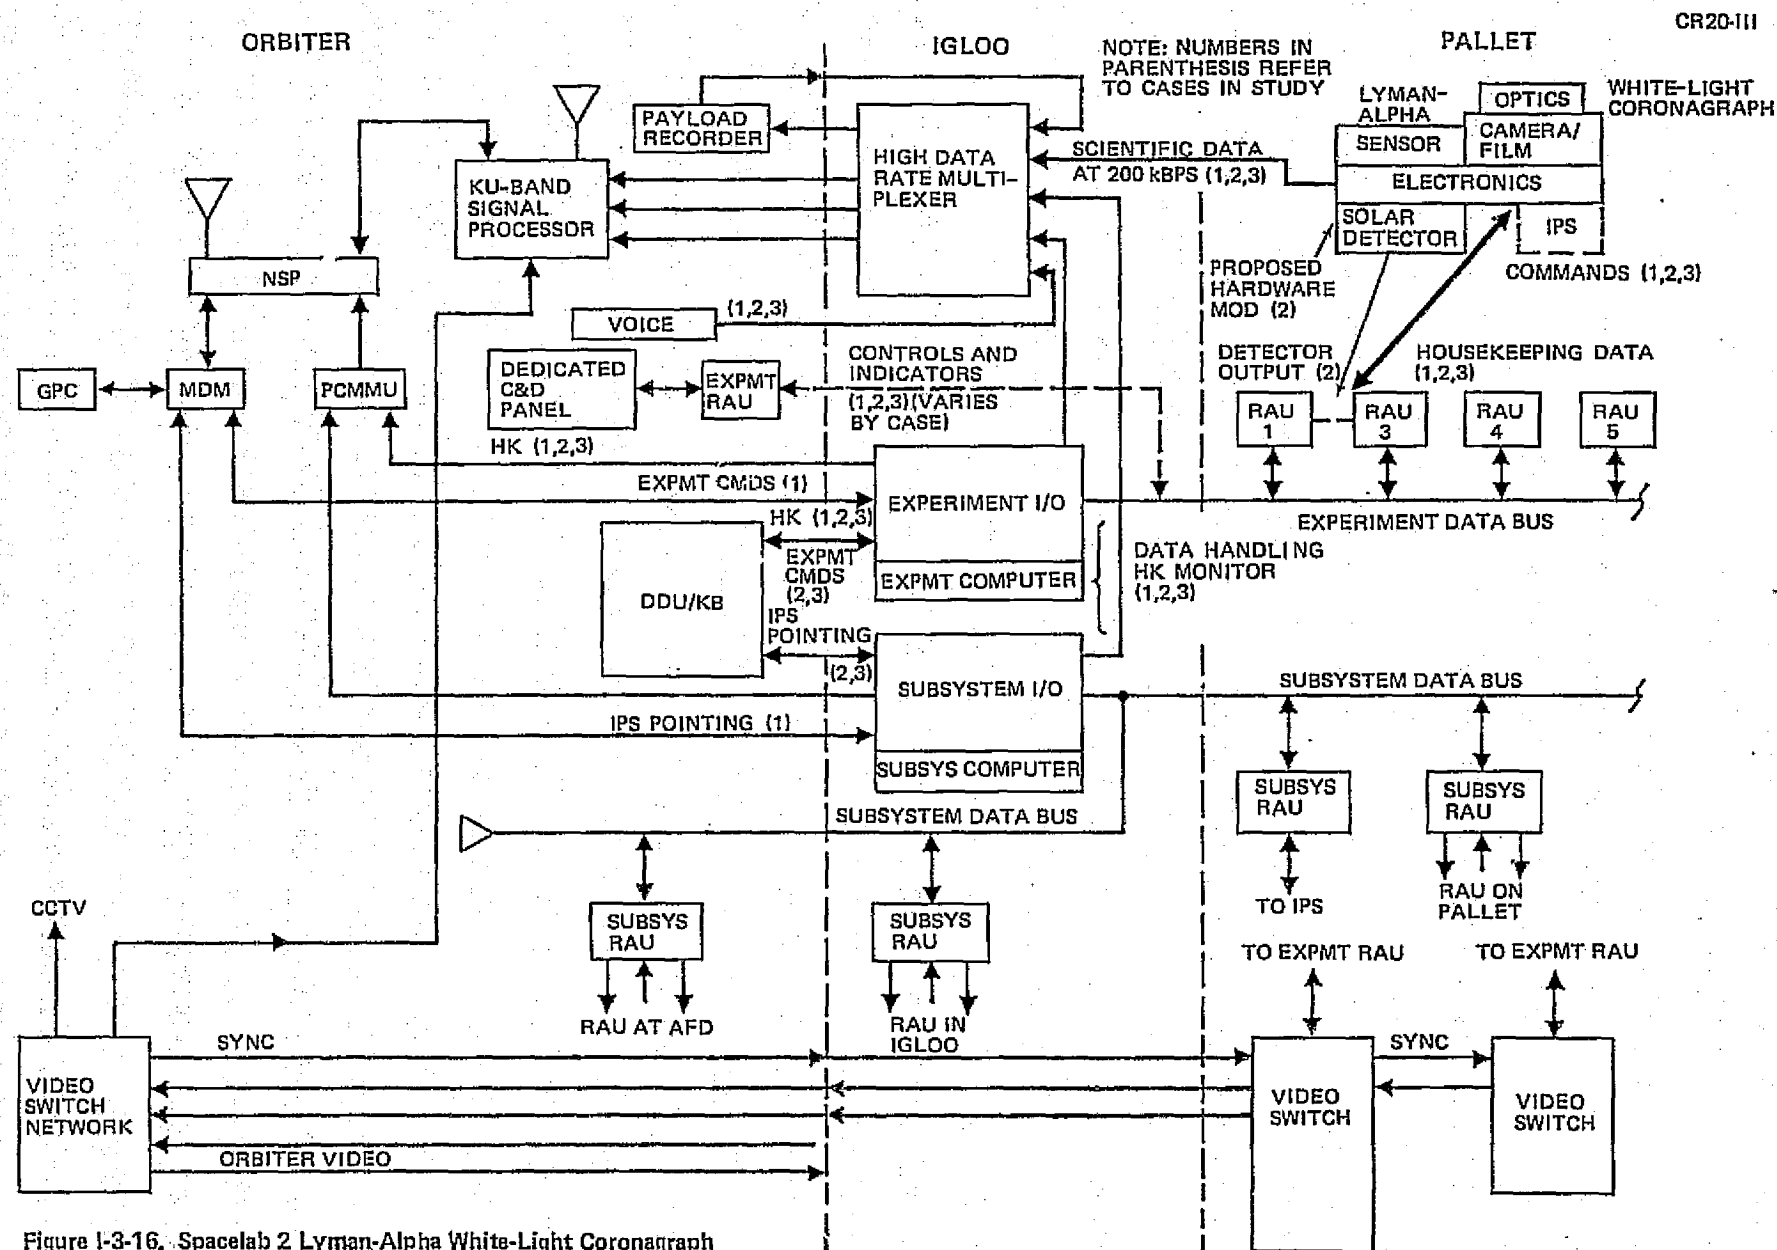 CR20-III
ORBITER
IGLOO
PALLET
NOTE: NUMBERS IN
PARENTHESIS REFER
TO CASES IN STUDY
LYMAN-
ALPHA
OPTICS
WHITE-LIGHT
CORONAGRAPH
SENSOR
CAMERA/
FILM
ELECTRONICS
SOLAR
DETECTOR
IPS
COMMANDS (1,2,3)
PROPOSED
HARDWARE
MOD (2)
PAYLOAD
RECORDER
HIGH DATA
RATE MULTI-
PLEXER
SCIENTIFIC DATA
AT 200 kBPS (1,2,3)
KU-BAND
SIGNAL
PROCESSOR
NSP
VOICE
(1,2,3)
GPC
MDM
PCMMU
DEDICATED
C&D
PANEL
EXPMT
RAU
CONTROLS AND
INDICATORS
(1,2,3)(VARIES
BY CASE)
DETECTOR
OUTPUT (2)
HOUSEKEEPING DATA
(1,2,3)
RAU
1
RAU
3
RAU
4
RAU
5
HK (1,2,3)
EXPMT CMDS (1)
EXPERIMENT I/O
EXPERIMENT DATA BUS
HK (1,2,3)
EXPMT
CMDS
(2,3)
DDU/KB
EXPMT COMPUTER
DATA HANDLING
HK MONITOR
(1,2,3)
IPS
POINTING
(2,3)
SUBSYSTEM I/O
SUBSYSTEM DATA BUS
IPS POINTING (1)
SUBSYS COMPUTER
SUBSYS
RAU
SUBSYS
RAU
SUBSYSTEM DATA BUS
TO IPS
RAU ON
PALLET
CCTV
SUBSYS
RAU
SUBSYS
RAU
TO EXPMT RAU
TO EXPMT RAU
RAU AT AFD
RAU IN
IGLOO
SYNC
SYNC
VIDEO
SWITCH
NETWORK
VIDEO
SWITCH
VIDEO
SWITCH
ORBITER VIDEO
Figure I-3-16. Spacelab 2 Lyman-Alpha White-Light Coronagraph